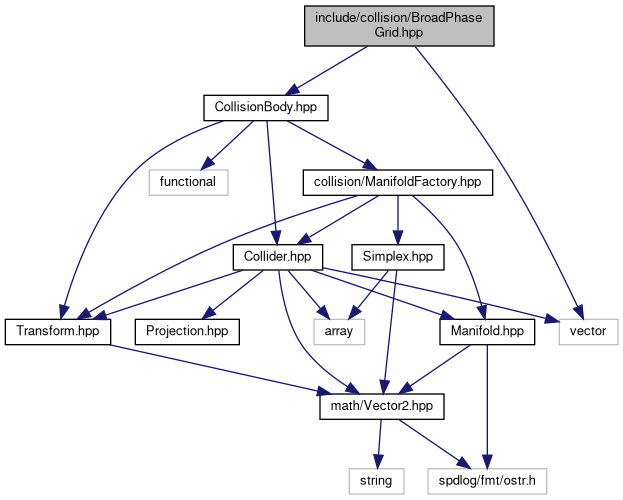 include/collision/BroadPhase
Grid.hpp
CollisionBody.hpp
functional
collision/ManifoldFactory.hpp
Collider.hpp
Simplex.hpp
Transform.hpp
Projection.hpp
array
Manifold.hpp
vector
math/Vector2.hpp
string
spdlog/fmt/ostr.h